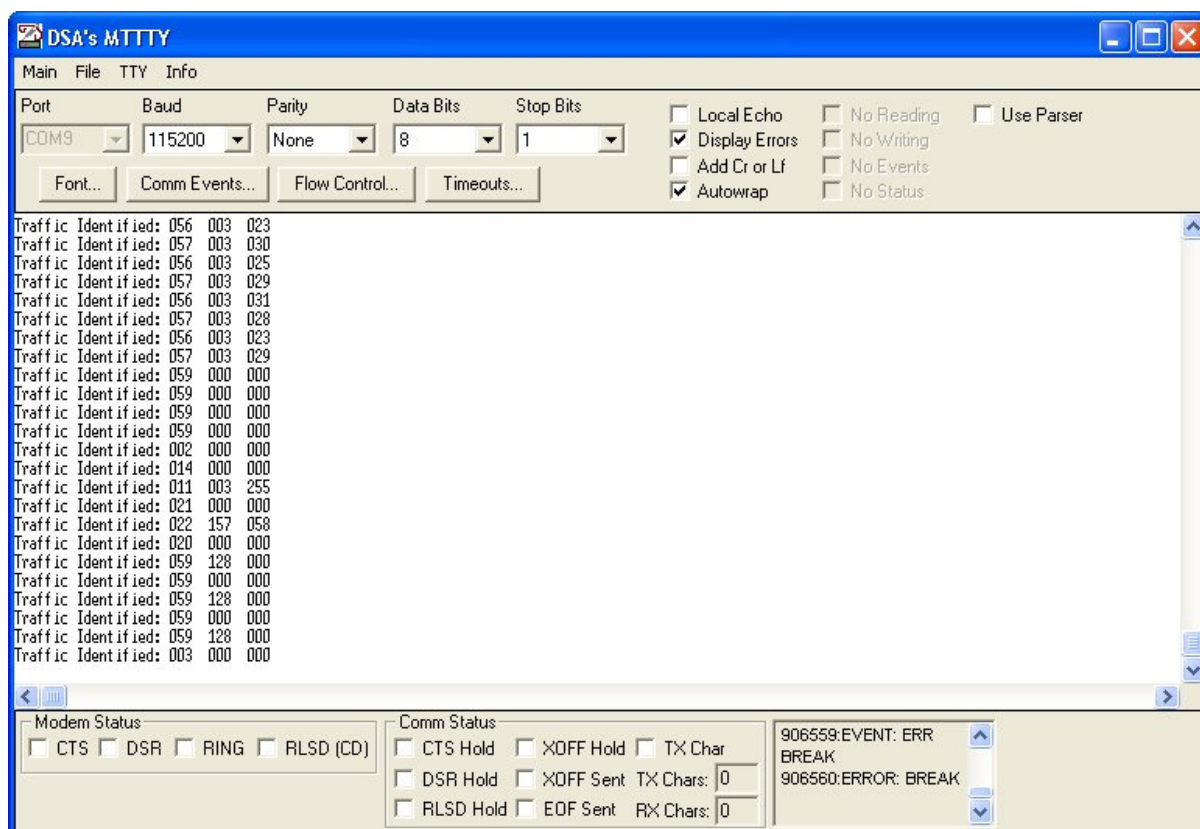 DSA's MTTTY
Main File TTY Info
Port Baud Parity Data Bits Stop Bits
COM9 115200 None 8 1
Font... Comm Events... Flow Control... Timeouts...
Local Echo No Reading Use Parser
Display Errors No Writing
Add Cr or Lf No Events
Autowrap No Status
Traffic Identified: 056 003 023
Traffic Identified: 057 003 030
Traffic Identified: 056 003 025
Traffic Identified: 057 003 029
Traffic Identified: 056 003 031
Traffic Identified: 057 003 028
Traffic Identified: 056 003 023
Traffic Identified: 057 003 029
Traffic Identified: 059 000 000
Traffic Identified: 059 000 000
Traffic Identified: 059 000 000
Traffic Identified: 059 000 000
Traffic Identified: 002 000 000
Traffic Identified: 014 000 000
Traffic Identified: 011 003 255
Traffic Identified: 021 000 000
Traffic Identified: 022 157 058
Traffic Identified: 020 000 000
Traffic Identified: 059 128 000
Traffic Identified: 059 000 000
Traffic Identified: 059 128 000
Traffic Identified: 059 000 000
Traffic Identified: 059 128 000
Traffic Identified: 003 000 000
Modem Status
CTS DSR RING RLSD (CD)
Comm Status
CTS Hold XOFF Hold TX Char
DSR Hold XOFF Sent TX Chars: 0
RLSD Hold EOF Sent RX Chars: 0
906559:EVENT: ERR
BREAK
906560:ERROR: BREAK